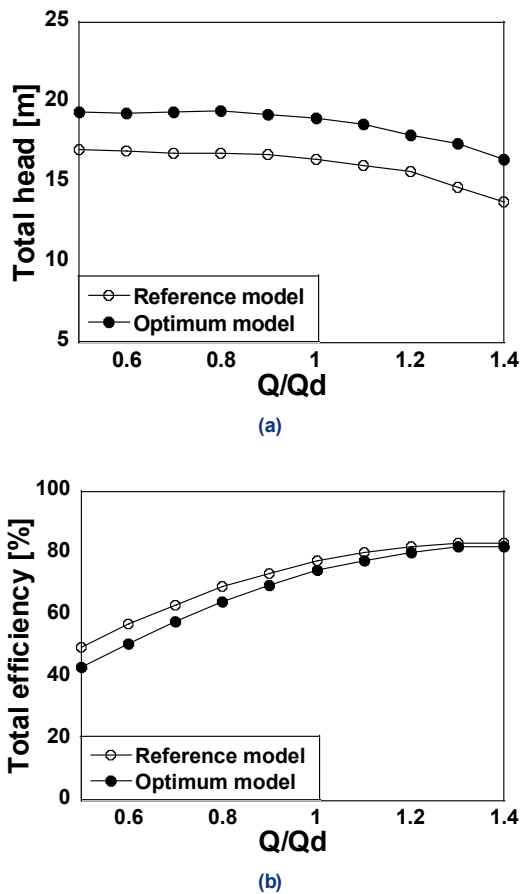 Total head [m]
25
20
15
10
5
Reference model
Optimum model
0.6 0.8 1 1.2 1.4
Q/Qd
(a)
Total efficiency [%]
100
80
60
40
20
0
Reference model
Optimum model
0.6 0.8 1 1.2 1.4
Q/Qd
(b)